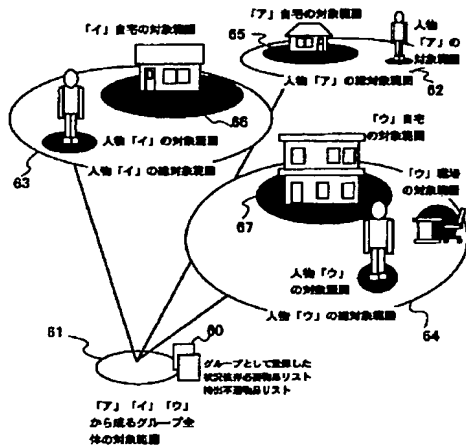 「イ」自宅の対象範囲
「ア」自宅の対象範囲
65
人物
「ア」の
対象範囲
人物「ア」の総対象範囲
62
66
人物「イ」の対象範囲
人物「イ」の総対象範囲
63
「ウ」自宅
の対象範囲
「ウ」職場
の対象範囲
67
人物「ウ」
の対象範囲
人物「ウ」の総対象範囲
64
61
60
グループとして登録した
状況依存必要物品リスト
持出不適物品リスト
「ア」「イ」「ウ」
から成るグループ全
体の対象範囲